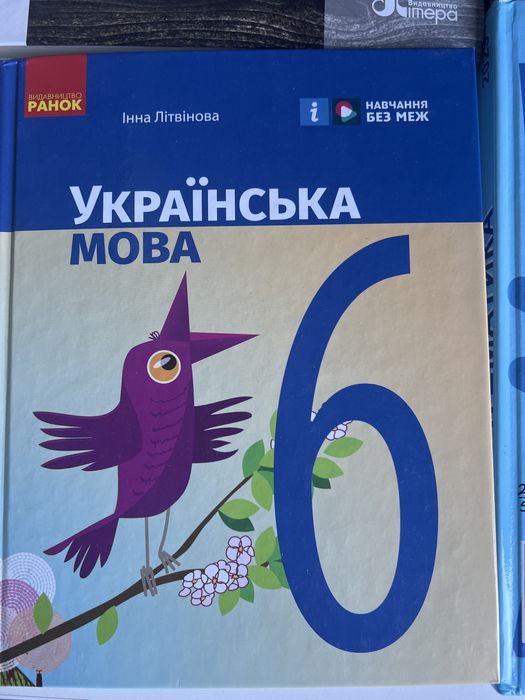 Видавництво
Літера
ВИДАВНИЦТВО
РАНОК
Інна Літвінова
i
НАВЧАННЯ
БЕЗ МЕЖ
УКРАЇНСЬКА
МОВА
6